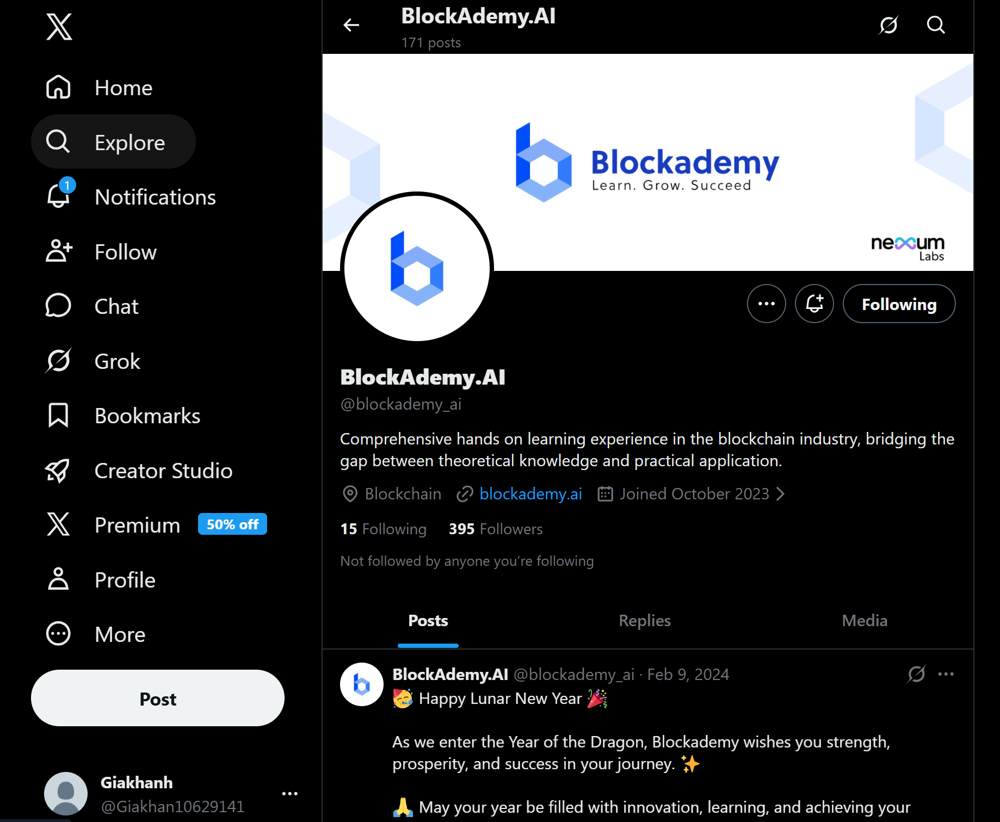 BlockAdemy.AI
171 posts
Home
Explore
1
Notifications
Follow
Chat
Grok
Bookmarks
Creator Studio
Premium 50% off
Profile
More
Post
Giakhanh
@Giakhan10629141
Blockademy
Learn. Grow. Succeed
nexum
Labs
Following
BlockAdemy.AI
@blockademy_ai
Comprehensive hands on learning experience in the blockchain industry, bridging the
gap between theoretical knowledge and practical application.
Blockchain blockademy.ai Joined October 2023
15 Following 395 Followers
Not followed by anyone you’re following
Posts Replies Media
BlockAdemy.AI @blockademy_ai · Feb 9, 2024
🥳 Happy Lunar New Year 🎉
As we enter the Year of the Dragon, Blockademy wishes you strength,
prosperity, and success in your journey. ✨
🙏 May your year be filled with innovation, learning, and achieving your